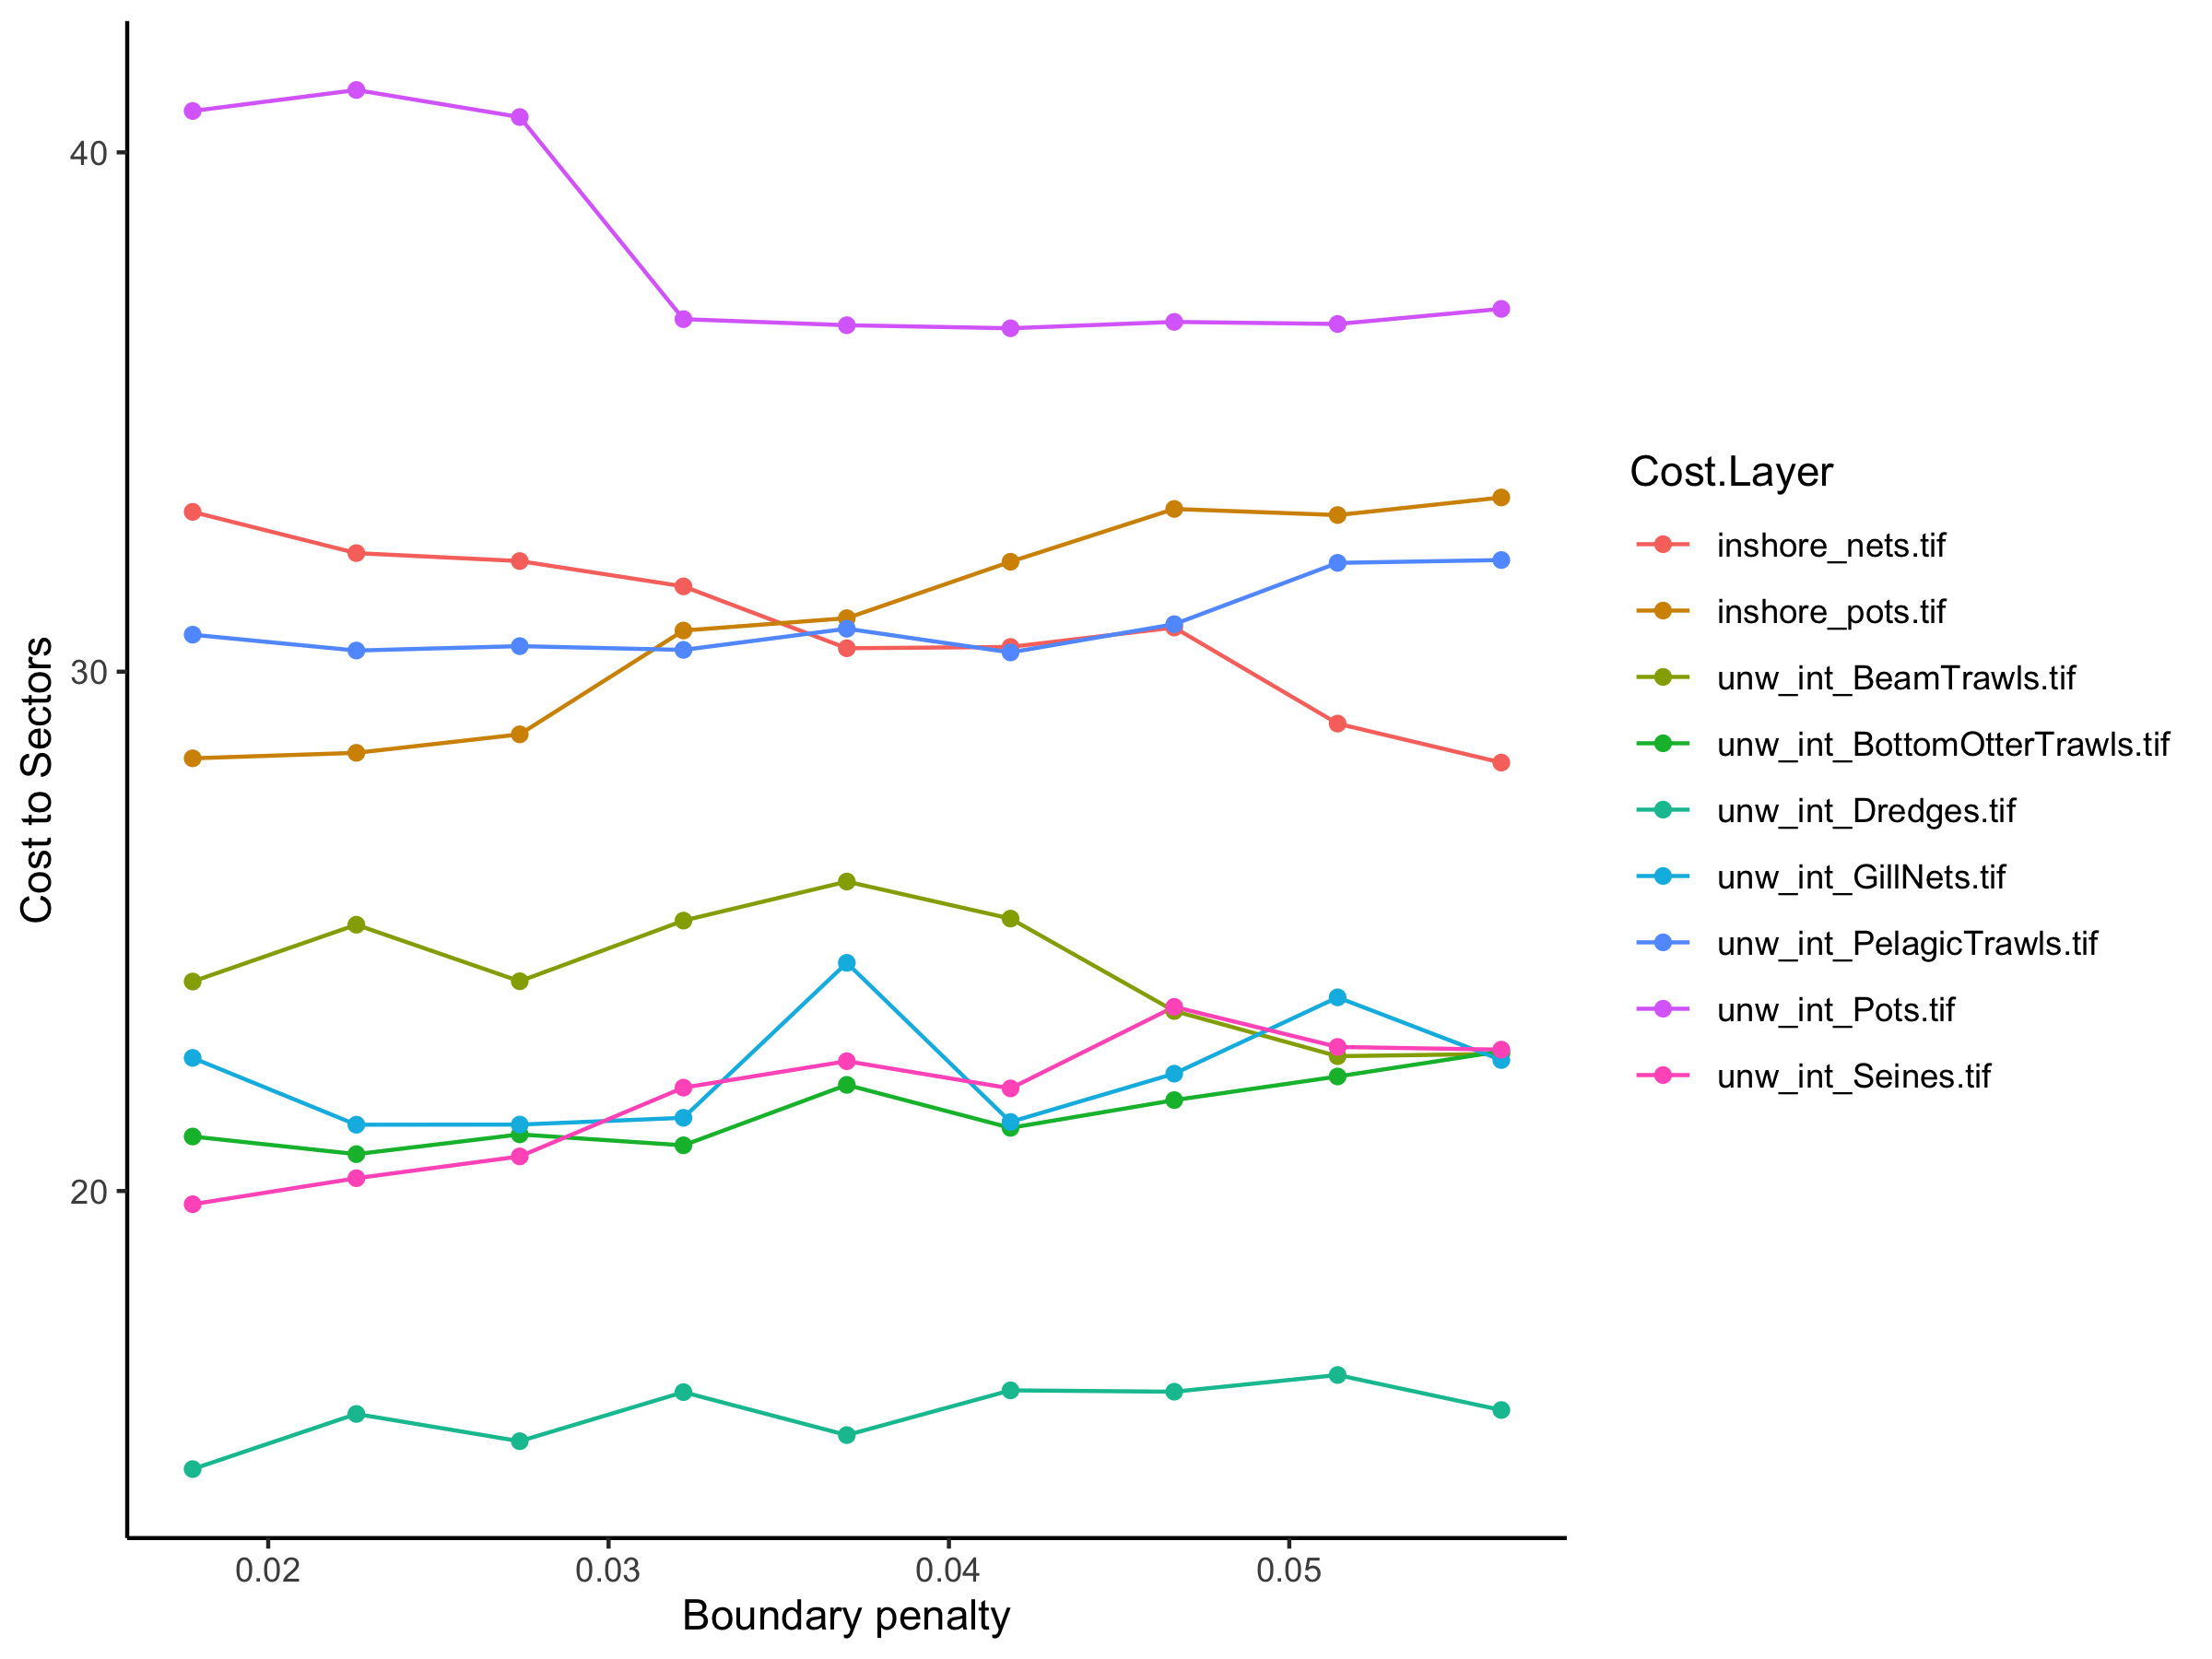 40
30
20
Cost to Sectors
0.02 0.03 0.04 0.05
Boundary penalty
Cost.Layer
inshore_nets.tif
inshore_pots.tif
unw_int_BeamTrawls.tif
unw_int_BottomOtterTrawls.tif
unw_int_Dredges.tif
unw_int_GillNets.tif
unw_int_PelagicTrawls.tif
unw_int_Pots.tif
unw_int_Seines.tif